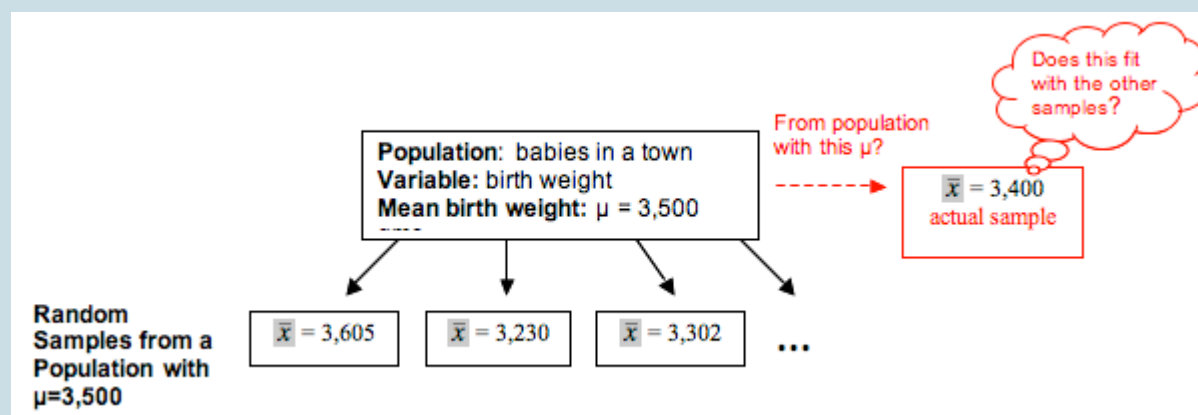 Does this fit
with the other
samples?
From population
with this μ?
Population: babies in a town
Variable: birth weight
Mean birth weight: μ = 3,500
x̅ = 3,400
actual sample
Random
Samples from a
Population with
μ=3,500
x̅ = 3,605
x̅ = 3,230
x̅ = 3,302
...